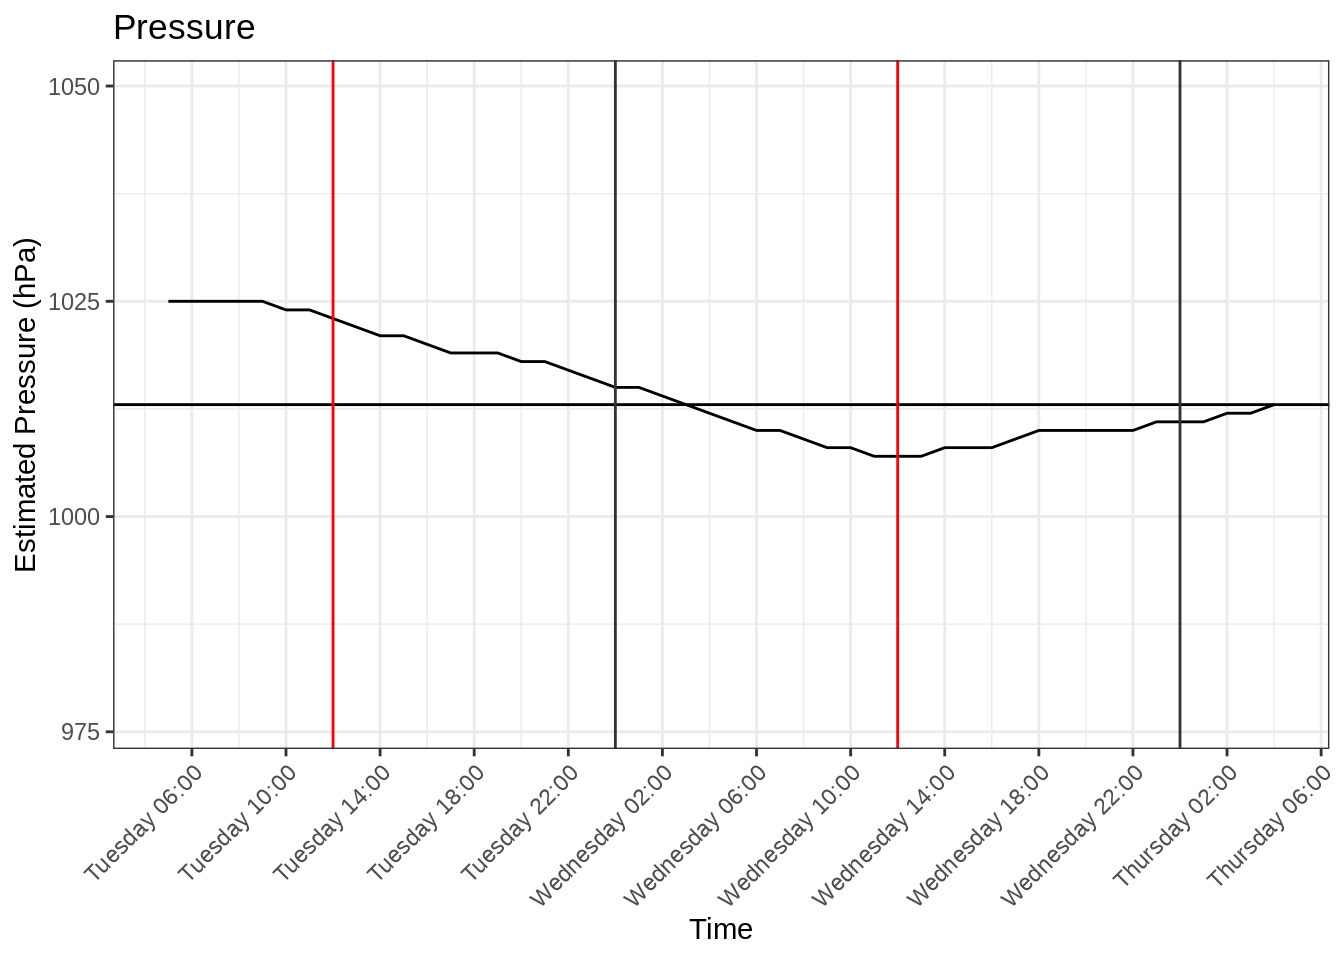 Pressure
Estimated Pressure (hPa)
1050
1025
1000
975
Tuesday 06:00
Tuesday 10:00
Tuesday 14:00
Tuesday 18:00
Tuesday 22:00
Wednesday 02:00
Wednesday 06:00
Wednesday 10:00
Wednesday 14:00
Wednesday 18:00
Wednesday 22:00
Thursday 02:00
Thursday 06:00
Time